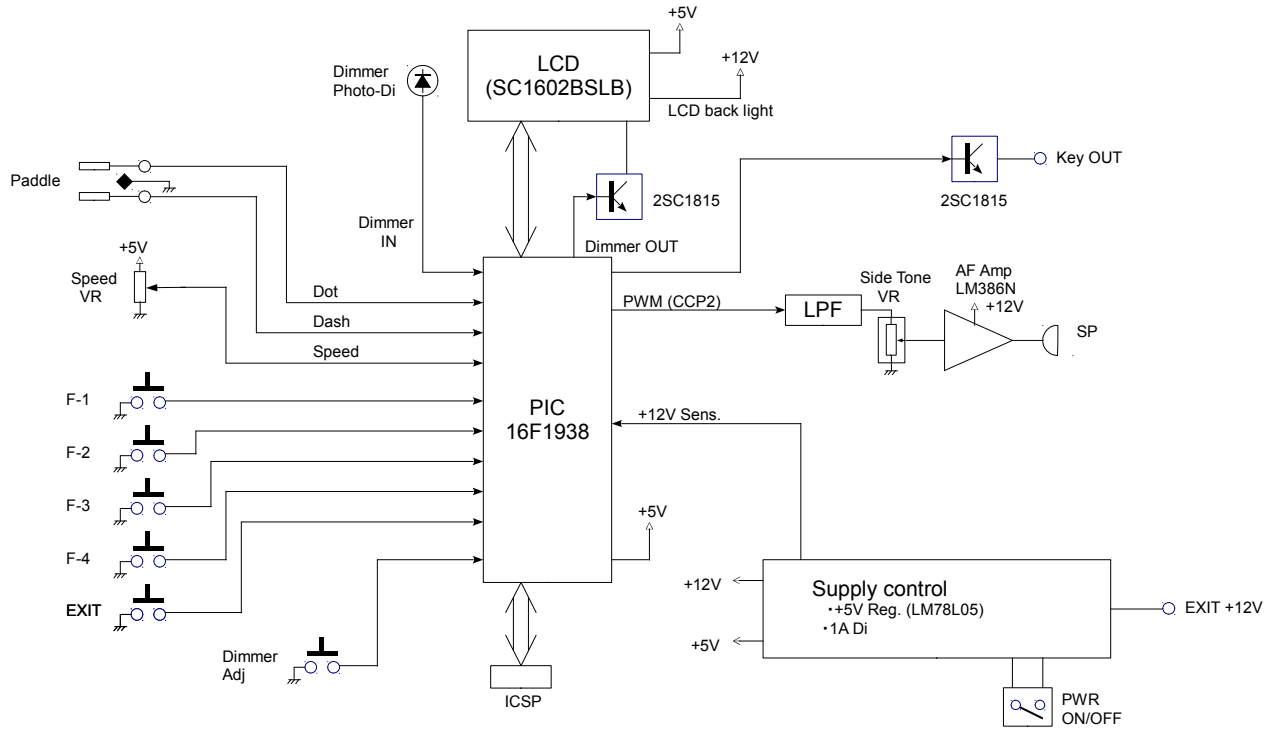 +5V
LCD
(SC1602BSLB)
+12V
LCD back light
Dimmer
Photo-Di
Paddle
Key OUT
2SC1815
2SC1815
Dimmer
IN
Dimmer OUT
+5V
Speed
VR
Dot
Dash
Speed
PWM (CCP2)
LPF
Side Tone
VR
AF Amp
LM386N
+12V
SP
F-1
F-2
F-3
F-4
EXIT
PIC
16F1938
+12V Sens.
+5V
+12V
+5V
Supply control
・+5V Reg. (LM78L05)
・1A Di
EXIT +12V
Dimmer
Adj
ICSP
PWR
ON/OFF